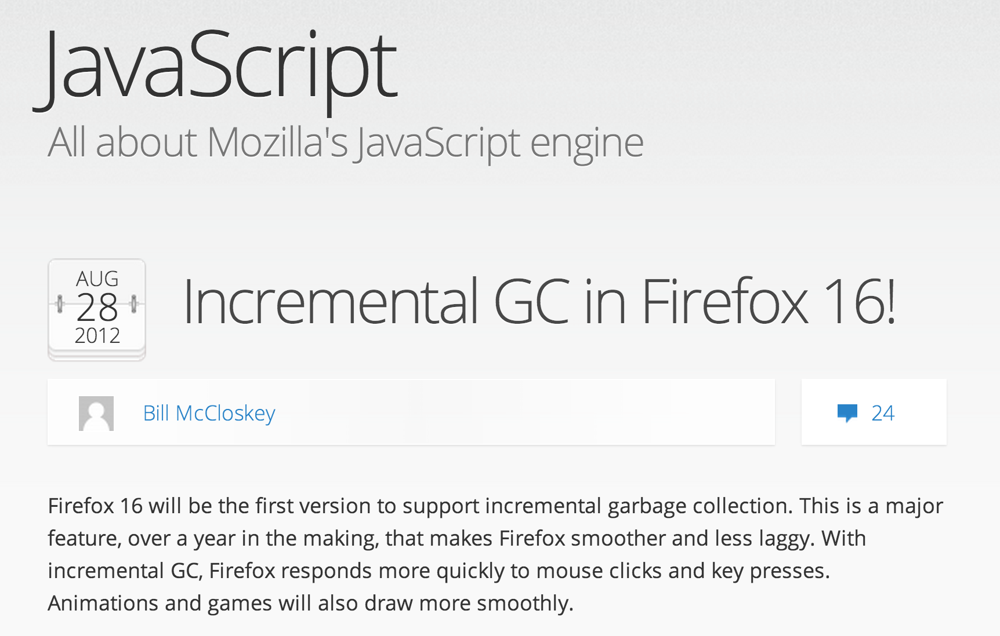 JavaScript
All about Mozilla's JavaScript engine
AUG
28
2012
Incremental GC in Firefox 16!
Bill McCloskey
24
Firefox 16 will be the first version to support incremental garbage collection. This is a major
feature, over a year in the making, that makes Firefox smoother and less laggy. With
incremental GC, Firefox responds more quickly to mouse clicks and key presses.
Animations and games will also draw more smoothly.